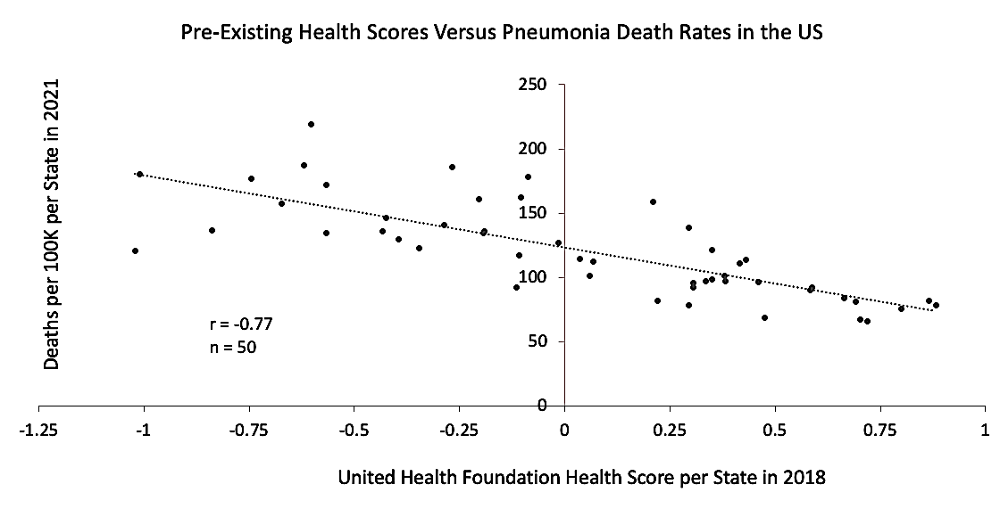 Pre-Existing Health Scores Versus Pneumonia Death Rates in the US
Deaths per 100K per State in 2021
250
200
150
100
50
0
r = -0.77
n = 50
-1.25 -1 -0.75 -0.5 -0.25 0 0.25 0.5 0.75 1
United Health Foundation Health Score per State in 2018